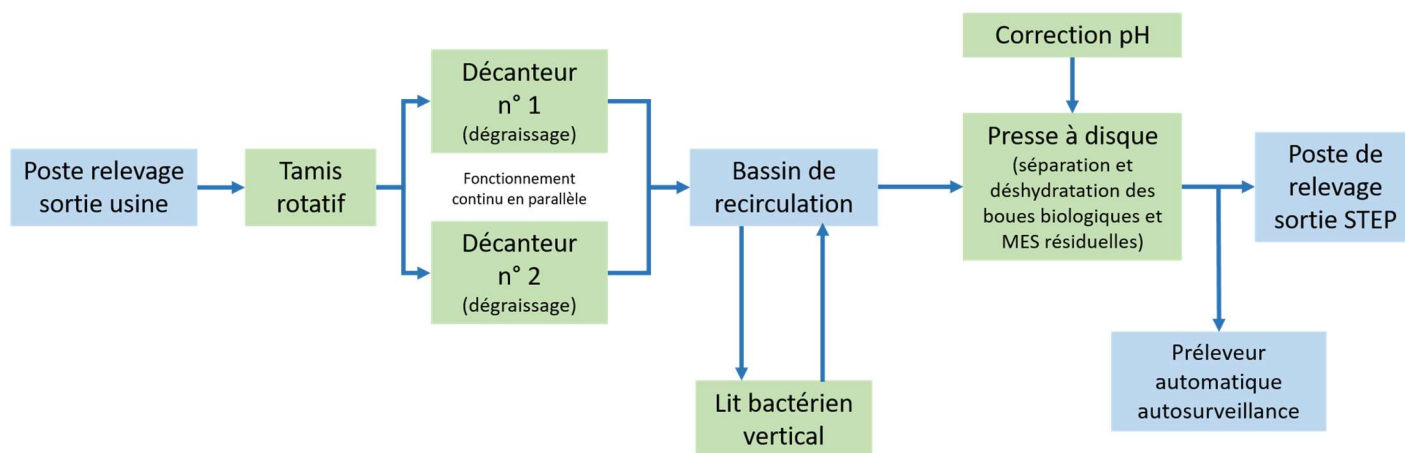 Poste relevage
sortie usine
Tamis
rotatif
Décanteur
n° 1
(dégraissage)
Fonctionnement
continu en parallèle
Décanteur
n° 2
(dégraissage)
Bassin de
recirculation
Lit bactérien
vertical
Correction pH
Presse à disque
(séparation et
déshydratation des
boues biologiques et
MES résiduelles)
Poste de
relevage
sortie STEP
Préleveur
automatique
autosurveillance